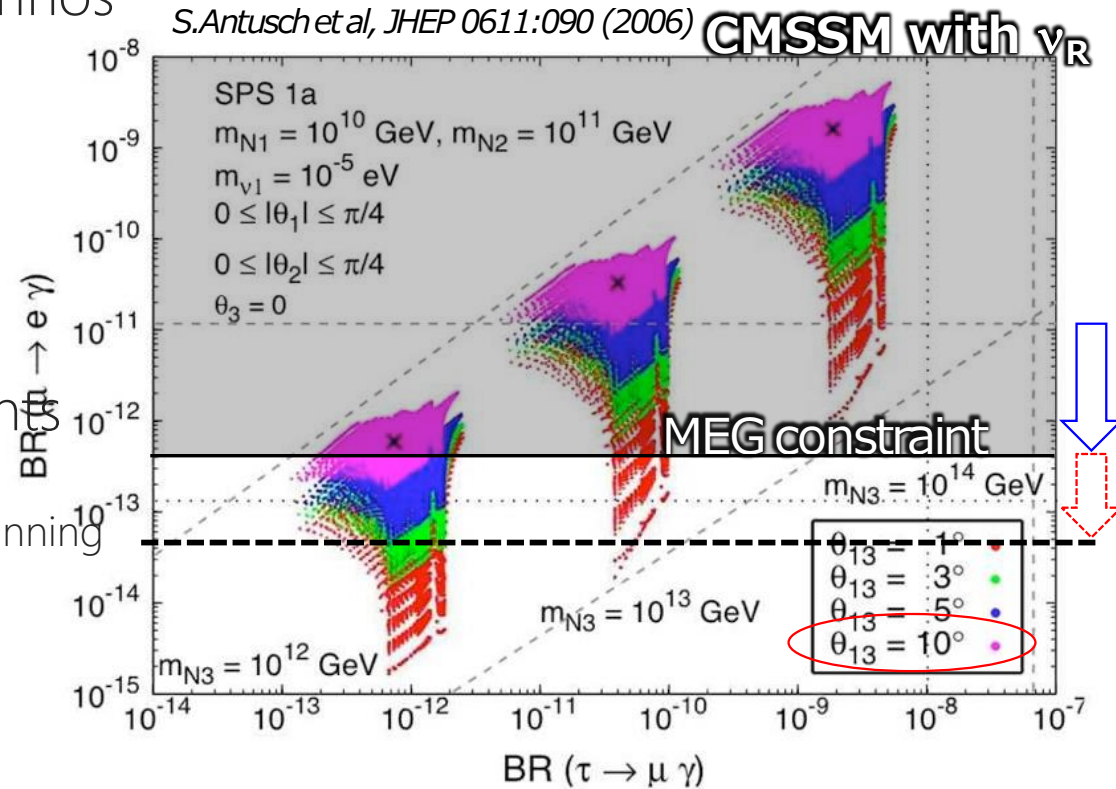 S.Antusch et al, JHEP 0611:090 (2006)
CMSSM with νR
SPS 1a
mN1 = 10^10 GeV, mN2 = 10^11 GeV
mν1 = 10^-5 eV
0 ≤ |θ1| ≤ π/4
0 ≤ |θ2| ≤ π/4
θ3 = 0
MEG constraint
mN3 = 10^14 GeV
θ13 = 1°
θ13 = 3°
θ13 = 5°
θ13 = 10°
mN3 = 10^13 GeV
mN3 = 10^12 GeV
10^-8
10^-9
10^-10
10^-11
10^-12
10^-13
10^-14
10^-15
BR (μ → e γ)
nts
nning
10^-14 10^-13 10^-12 10^-11 10^-10 10^-9 10^-8 10^-7
BR (τ → μ γ)